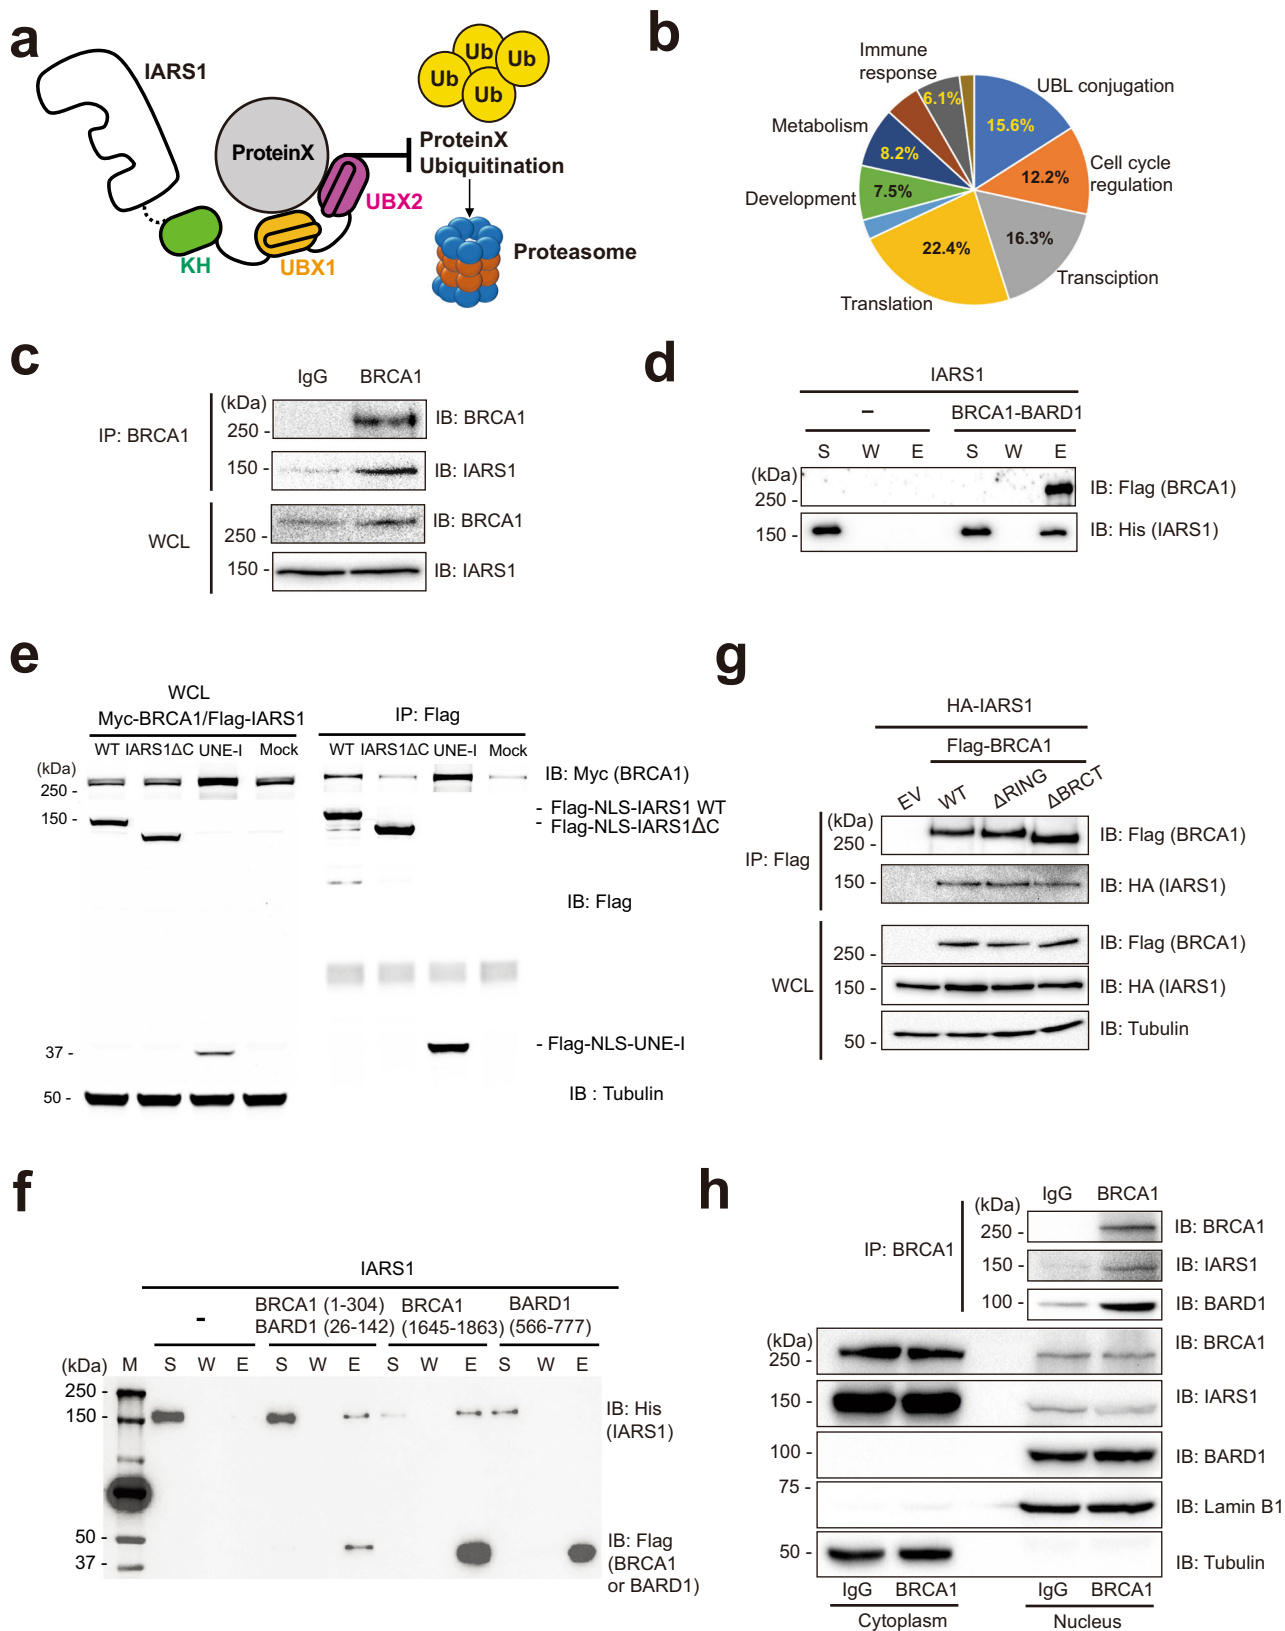 a
IARS1
ProteinX
KH
UBX1
UBX2
Ub
Ub
Ub
Ub
ProteinX
Ubiquitination
Proteasome
b
Immune
response
UBL conjugation
6.1%
15.6%
Metabolism
8.2%
Cell cycle
regulation
12.2%
Development
7.5%
16.3%
22.4%
Transciption
Translation
c
IgG BRCA1
(kDa)
IP: BRCA1
250 -
IB: BRCA1
150 -
IB: IARS1
WCL
250 -
IB: BRCA1
150 -
IB: IARS1
d
IARS1
– BRCA1-BARD1
S W E S W E
(kDa)
250 -
IB: Flag (BRCA1)
150 -
IB: His (IARS1)
e
WCL
Myc-BRCA1/Flag-IARS1
IP: Flag
WT IARS1ΔC UNE-I Mock
WT IARS1ΔC UNE-I Mock
(kDa)
250 -
IB: Myc (BRCA1)
150 -
- Flag-NLS-IARS1 WT
- Flag-NLS-IARS1ΔC
IB: Flag
37 -
- Flag-NLS-UNE-I
50 -
IB : Tubulin
g
HA-IARS1
Flag-BRCA1
EV WT ΔRING ΔBRCT
(kDa)
IP: Flag
250 -
IB: Flag (BRCA1)
150 -
IB: HA (IARS1)
WCL
250 -
IB: Flag (BRCA1)
150 -
IB: HA (IARS1)
50 -
IB: Tubulin
f
IARS1
-
BRCA1 (1-304)
BARD1 (26-142)
BRCA1
(1645-1863)
BARD1
(566-777)
(kDa) M S W E S W E S W E S W E
250 -
150 -
50 -
37 -
IB: His
(IARS1)
IB: Flag
(BRCA1
or BARD1)
h
IgG BRCA1
(kDa)
IP: BRCA1
250 -
IB: BRCA1
150 -
IB: IARS1
100 -
IB: BARD1
(kDa)
250 -
IB: BRCA1
150 -
IB: IARS1
100 -
IB: BARD1
75 -
IB: Lamin B1
50 -
IB: Tubulin
IgG BRCA1 IgG BRCA1
Cytoplasm Nucleus